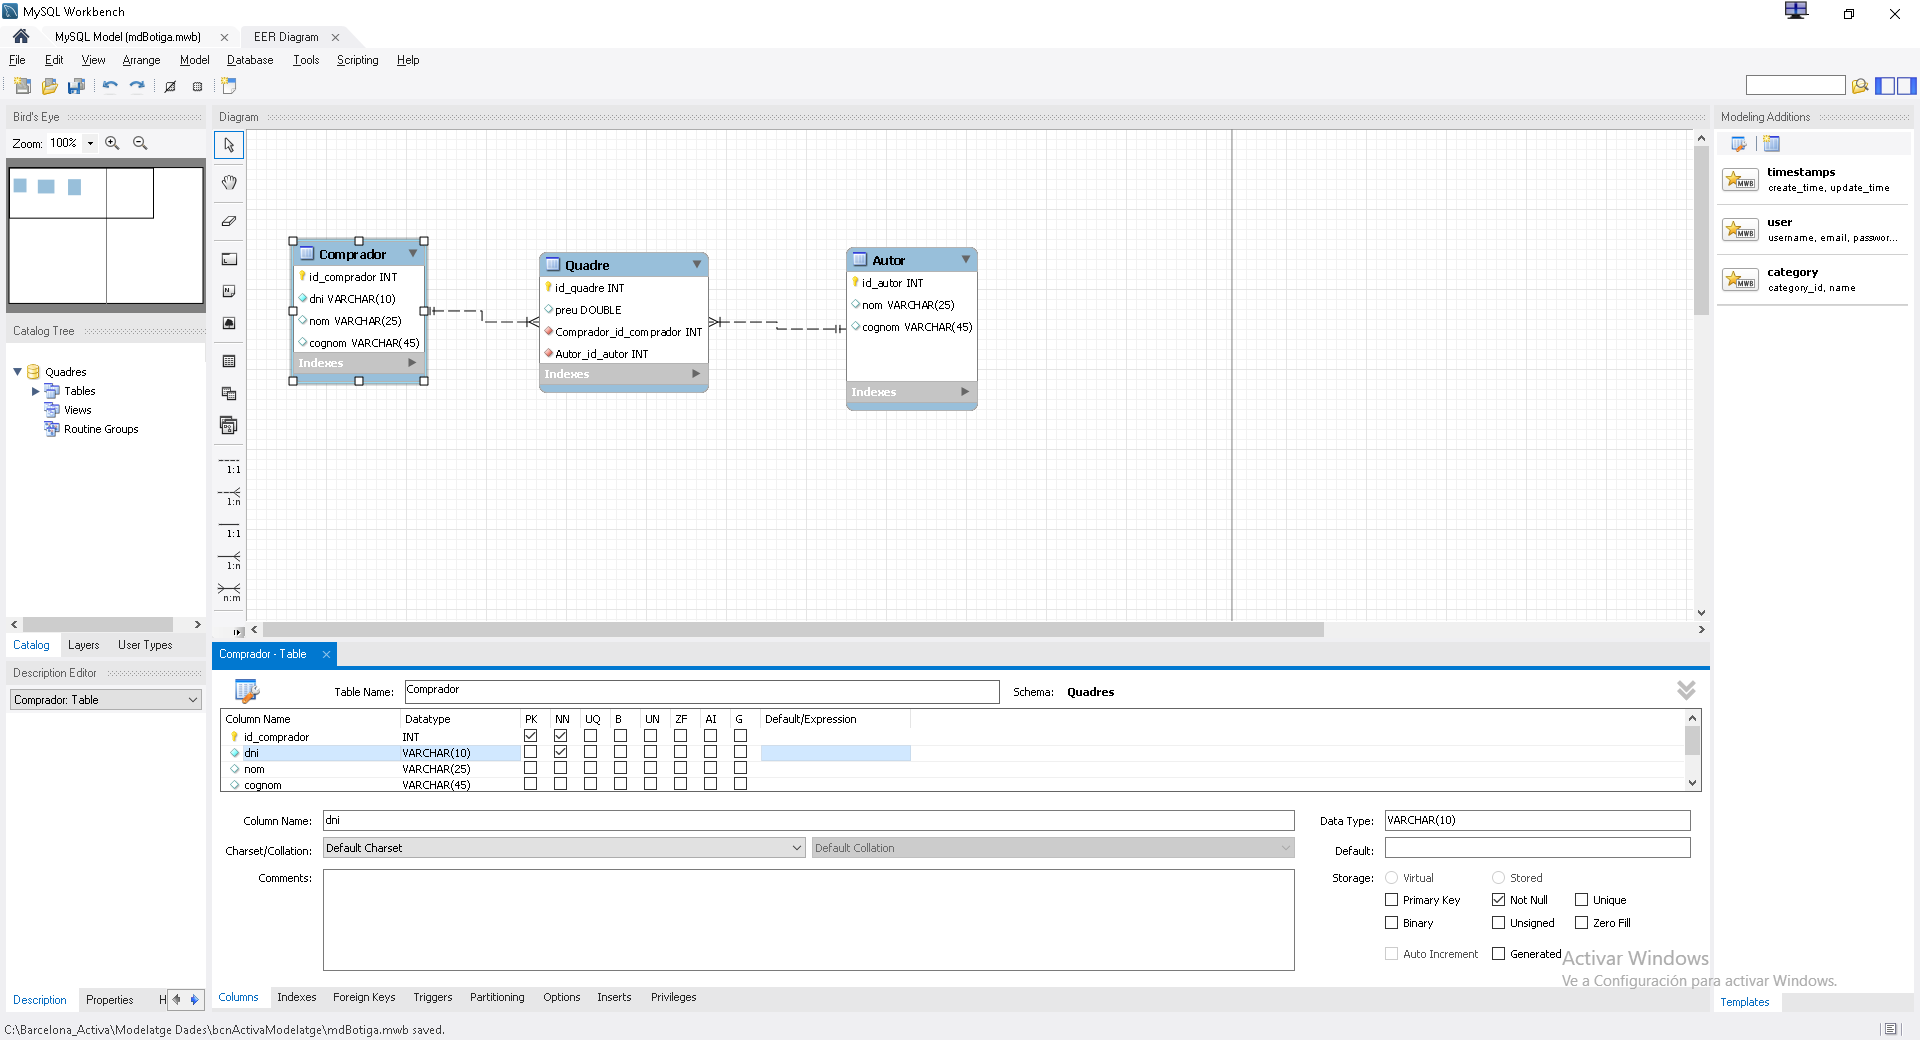 MySQL Workbench
MySQL Model (mdBotiga.mwb)
EER Diagram
File Edit View Arrange Model Database Tools Scripting Help
Bird's Eye
Zoom: 100%
Catalog Tree
Quadres
Tables
Views
Routine Groups
Catalog Layers User Types
Description Editor
Comprador: Table
Description Properties H
Diagram
1:1
1:n
1:1
1:n
n:m
Comprador
id_comprador INT
dni VARCHAR(10)
nom VARCHAR(25)
cognom VARCHAR(45)
Indexes
Quadre
id_quadre INT
preu DOUBLE
Comprador_id_comprador INT
Autor_id_autor INT
Indexes
Autor
id_autor INT
nom VARCHAR(25)
cognom VARCHAR(45)
Indexes
Modeling Additions
MWB timestamps
create_time, update_time
MWB user
username, email, passwor...
MWB category
category_id, name
Comprador - Table
Table Name: Comprador Schema: Quadres
Column Name Datatype PK NN UQ B UN ZF AI G Default/Expression
id_comprador INT
dni VARCHAR(10)
nom VARCHAR(25)
cognom VARCHAR(45)
Column Name: dni Data Type: VARCHAR(10)
Charset/Collation: Default Charset Default Collation Default:
Comments: Storage: Virtual Stored
Primary Key Not Null Unique
Binary Unsigned Zero Fill
Auto Increment Generated
Activar Windows
Ve a Configuración para activar Windows.
Columns Indexes Foreign Keys Triggers Partitioning Options Inserts Privileges
Templates
C:\Barcelona_Activa\Modelatge Dades\bcnActivaModelatge\mdBotiga.mwb saved.